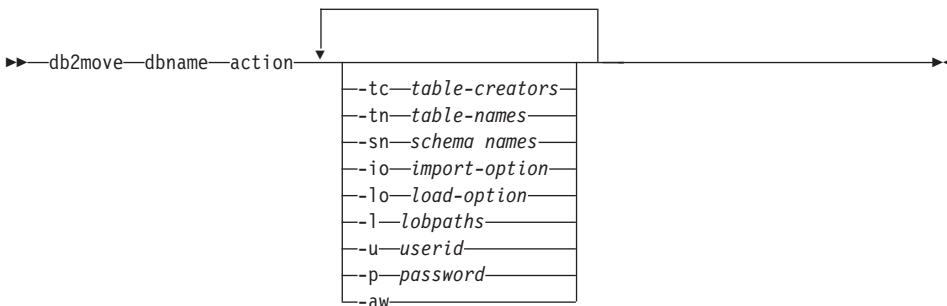 db2move dbname action
-tc table-creators
-tn table-names
-sn schema names
-io import-option
-lo load-option
-l lobpaths
-u userid
-p password
-aw